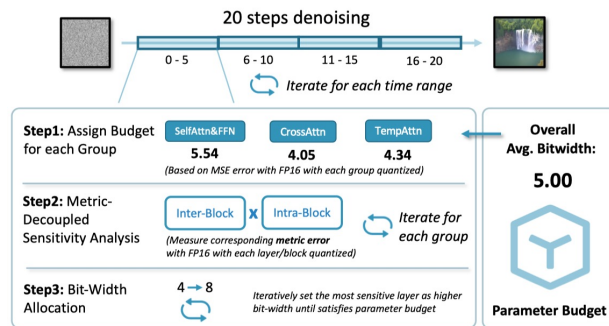 20 steps denoising
0 - 5
6 - 10
11 - 15
16 - 20
Iterate for each time range
Step1: Assign Budget
for each Group
SelfAttn&FFN
CrossAttn
TempAttn
5.54
4.05
4.34
(Based on MSE error with FP16 with each group quantized)
Step2: Metric-
Decoupled
Sensitivity Analysis
Inter-Block
x
Intra-Block
Iterate for
each group
(Measure corresponding metric error
with FP16 with each layer/block quantized)
Step3: Bit-Width
Allocation
4→8
Iteratively set the most sensitive layer as higher
bit-width until satisfies parameter budget
Overall
Avg. Bitwidth:
5.00
Parameter Budget